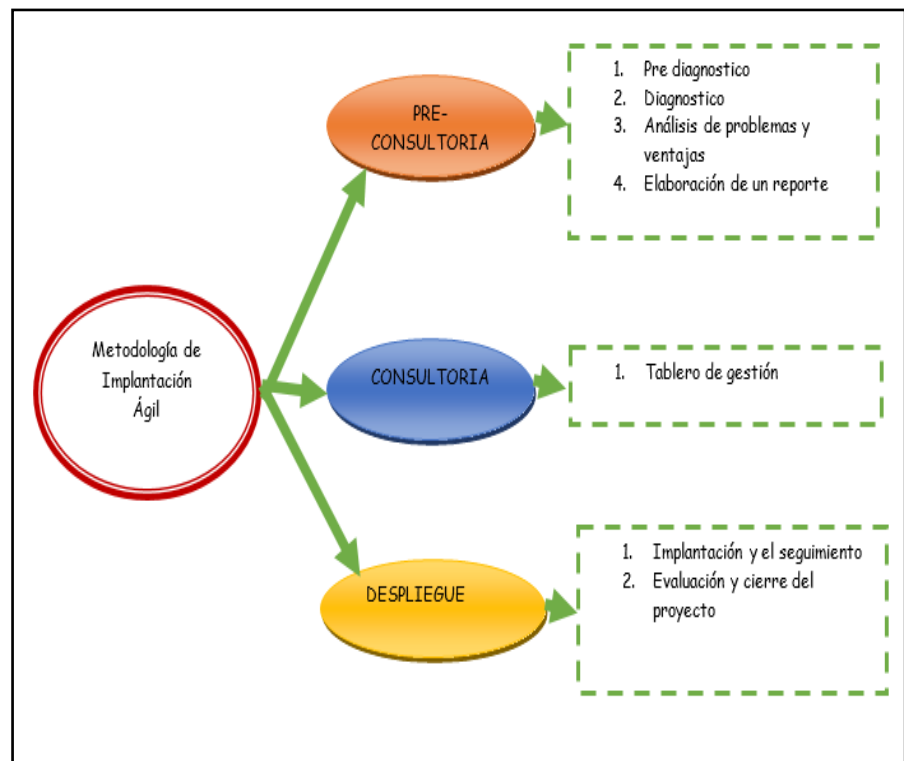 Metodología de
Implantación
Ágil
PRE-
CONSULTORIA
1. Pre diagnostico
2. Diagnostico
3. Análisis de problemas y
ventajas
4. Elaboración de un reporte
CONSULTORIA
1. Tablero de gestión
DESPLIEGUE
1. Implantación y el seguimiento
2. Evaluación y cierre del
proyecto